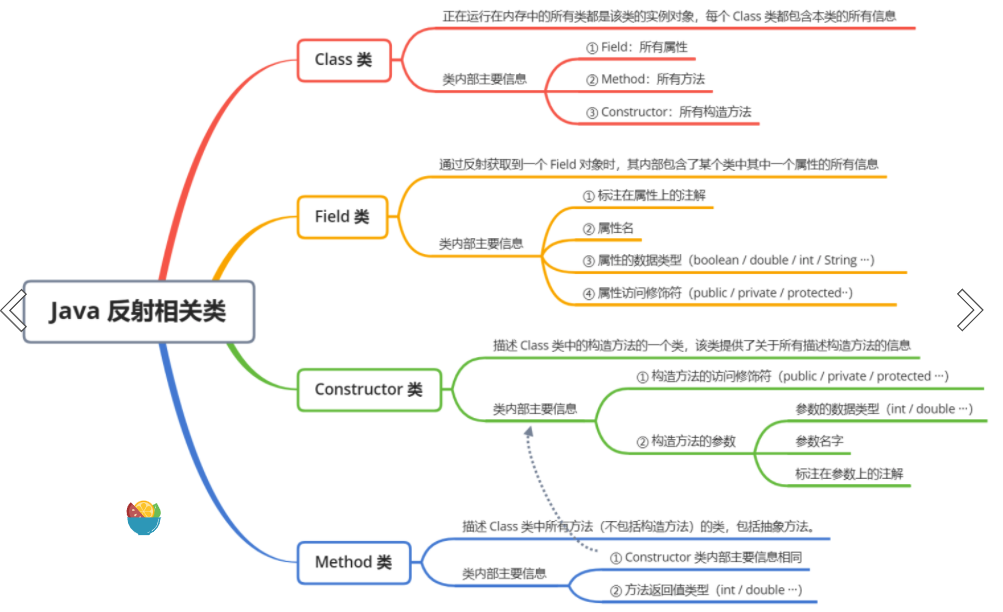 Java 反射相关类
Class 类
正在运行在内存中的所有类都是该类的实例对象，每个 Class 类都包含本类的所有信息
类内部主要信息
① Field：所有属性
② Method：所有方法
③ Constructor：所有构造方法
Field 类
通过反射获取到一个 Field 对象时，其内部包含了某个类中其中一个属性的所有信息
类内部主要信息
① 标注在属性上的注解
② 属性名
③ 属性的数据类型（boolean / double / int / String ···）
④ 属性访问修饰符（public / private / protected··）
Constructor 类
描述 Class 类中的构造方法的一个类，该类提供了关于所有描述构造方法的信息
类内部主要信息
① 构造方法的访问修饰符（public / private / protected ···）
② 构造方法的参数
参数的数据类型（int / double ···）
参数名字
标注在参数上的注解
Method 类
描述 Class 类中所有方法（不包括构造方法）的类，包括抽象方法。
类内部主要信息
① Constructor 类内部主要信息相同
② 方法返回值类型（int / double ···）